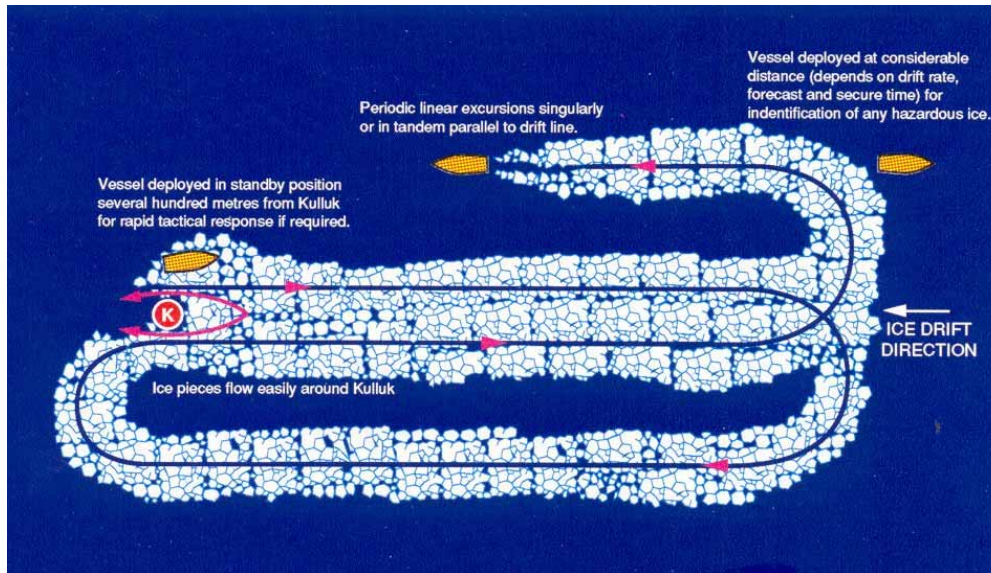 Vessel deployed at considerable
distance (depends on drift rate,
forecast and secure time) for
indentification of any hazardous ice.
Periodic linear excursions singularly
or in tandem parallel to drift line.
Vessel deployed in standby position
several hundred metres from Kulluk
for rapid tactical response if required.
K
ICE DRIFT
DIRECTION
Ice pieces flow easily around Kulluk